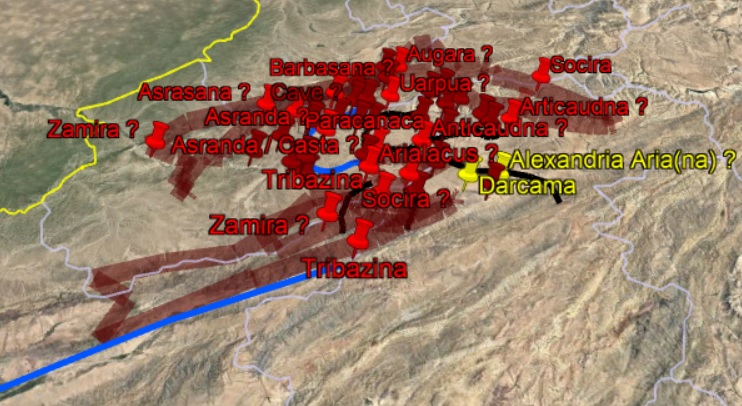 Augara ?
Barbasana ?
Socira
Uarpua ?
Asrasana ?
Cave ?
Articaudna ?
Asranda ?
Paracanaca
Anticaudna ?
Zamira ?
Asranda / Casta ?
Arialacus ?
Alexandria Aria(na) ?
Tribazina
Darcama
Socira ?
Zamira ?
Tribazina